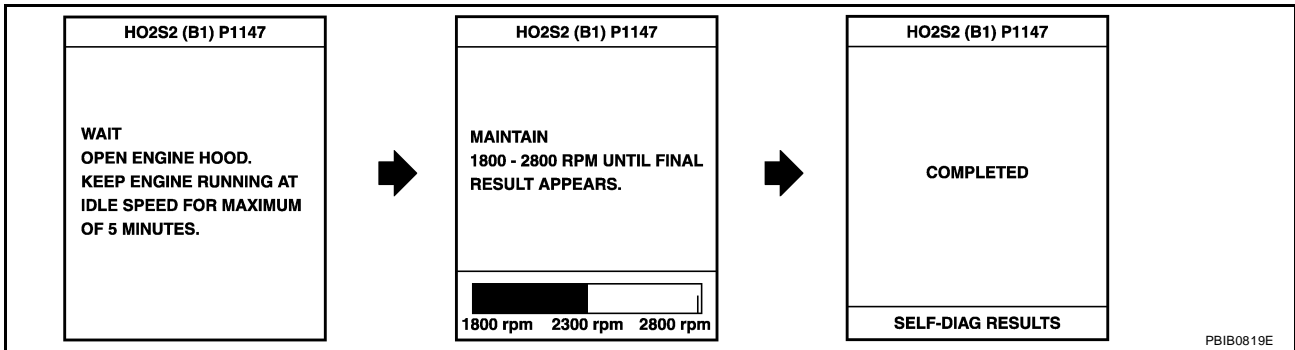 HO2S2 (B1) P1147
WAIT
OPEN ENGINE HOOD.
KEEP ENGINE RUNNING AT
IDLE SPEED FOR MAXIMUM
OF 5 MINUTES.
HO2S2 (B1) P1147
MAINTAIN
1800 - 2800 RPM UNTIL FINAL
RESULT APPEARS.
1800 rpm 2300 rpm 2800 rpm
HO2S2 (B1) P1147
COMPLETED
SELF-DIAG RESULTS
PBIB0819E